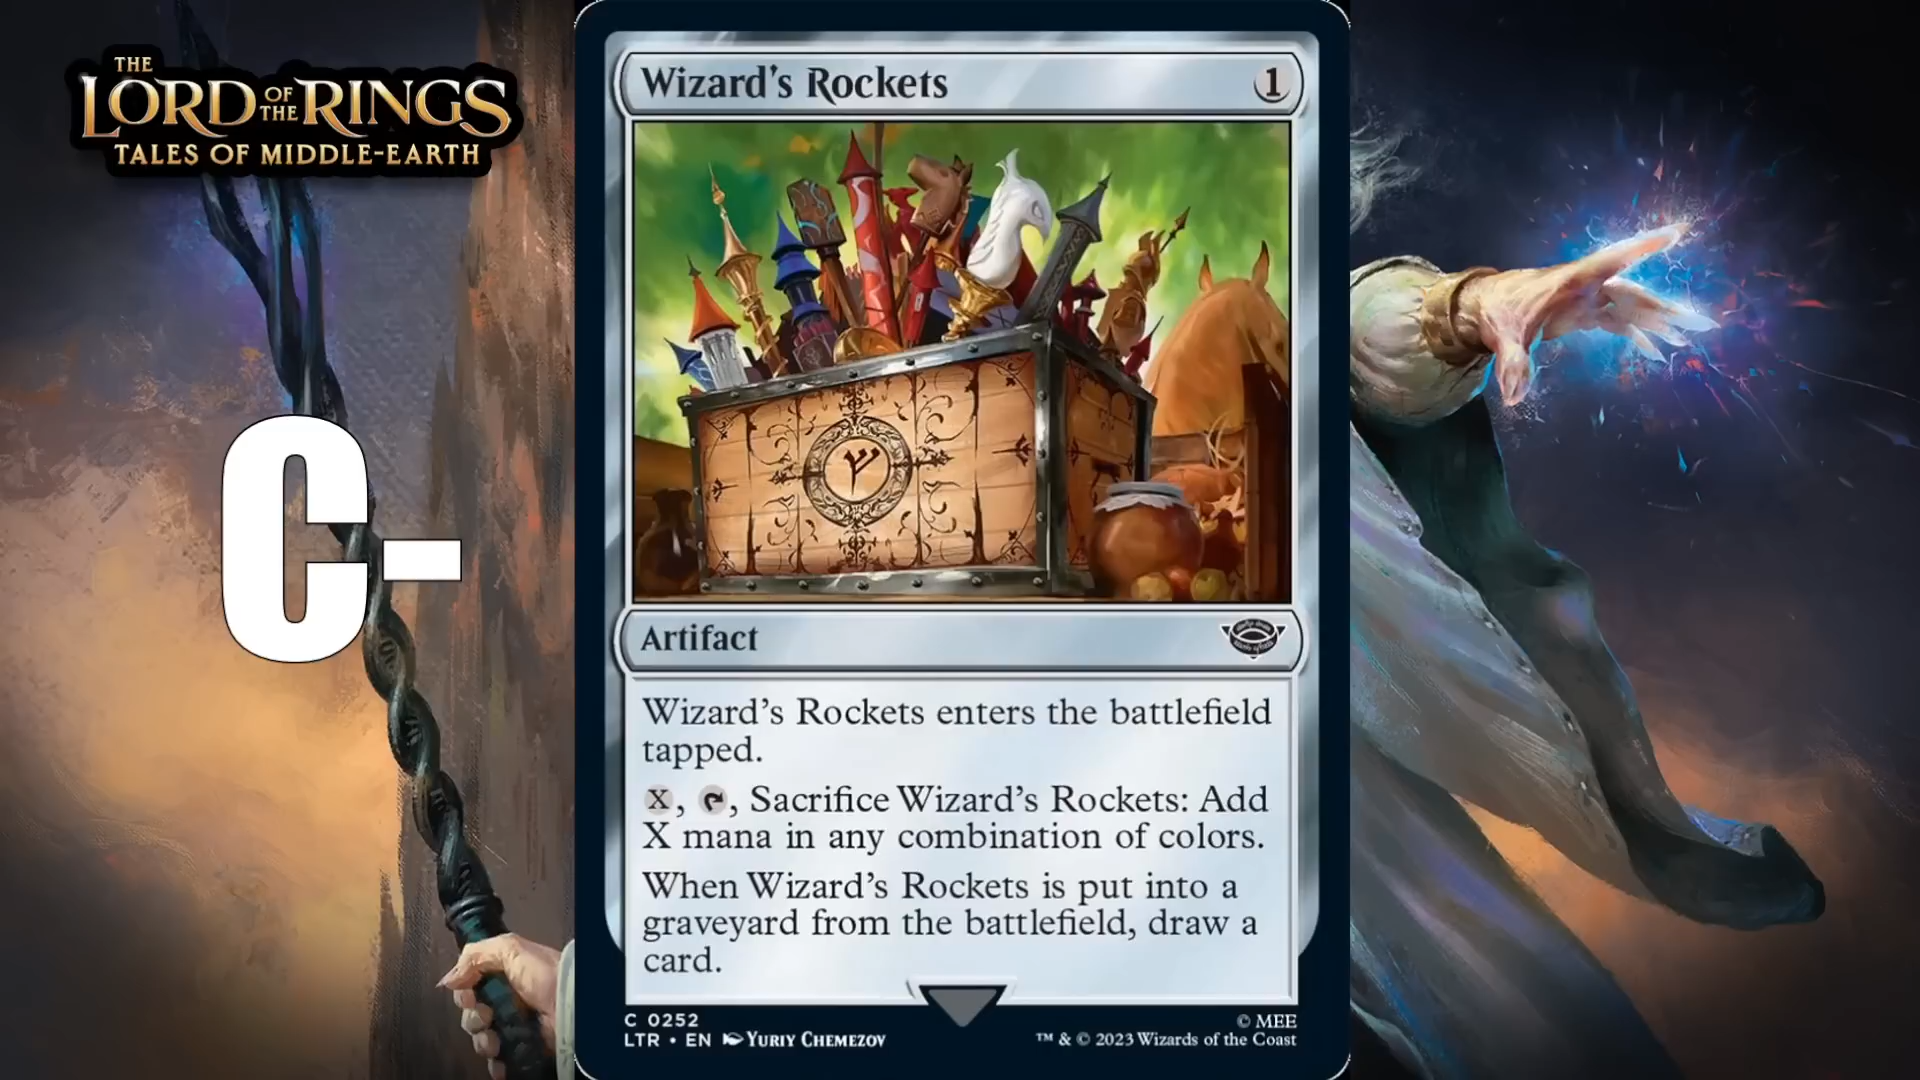 THE
LORD OF THE RINGS
TALES OF MIDDLE-EARTH
C-
Wizard's Rockets 1
Artifact
Wizard's Rockets enters the battlefield
tapped.
X, , Sacrifice Wizard's Rockets: Add
X mana in any combination of colors.
When Wizard's Rockets is put into a
graveyard from the battlefield, draw a
card.
C 0252
LTR • EN Yuriy Chemezov
© MEE
™ & © 2023 Wizards of the Coast